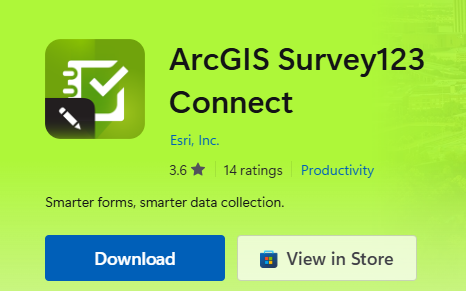 ArcGIS Survey123
Connect
Esri, Inc.
3.6 ★ 14 ratings Productivity
Smarter forms, smarter data collection.
Download View in Store